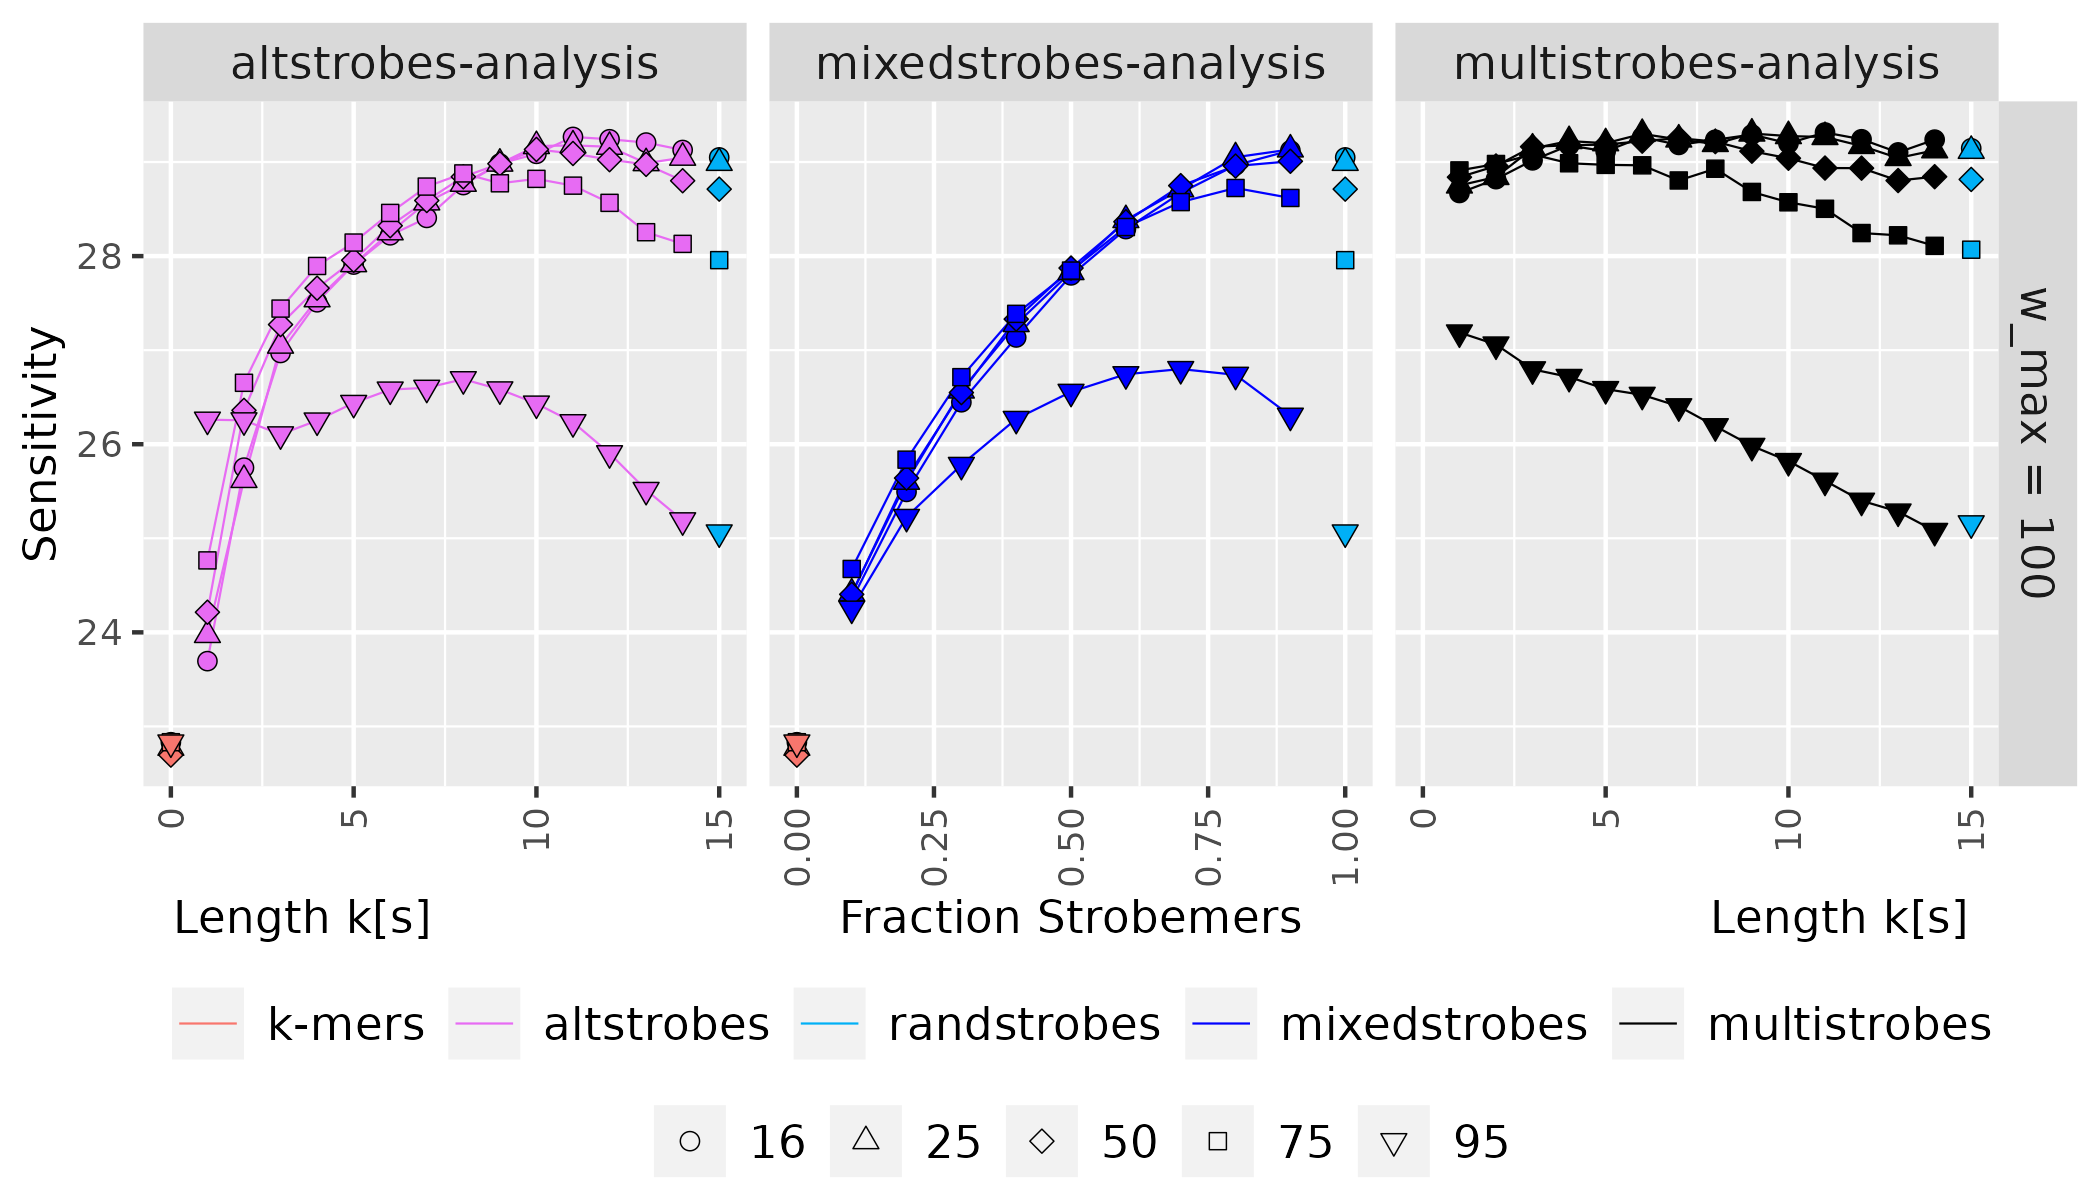 altstrobes-analysis mixedstrobes-analysis multistrobes-analysis
Sensitivity
28
26
24
w_max = 100
0 5 10 15 0.00 0.25 0.50 0.75 1.00 0 5 10 15
Length k[s] Fraction Strobemers Length k[s]
k-mers altstrobes randstrobes mixedstrobes multistrobes
16 25 50 75 95